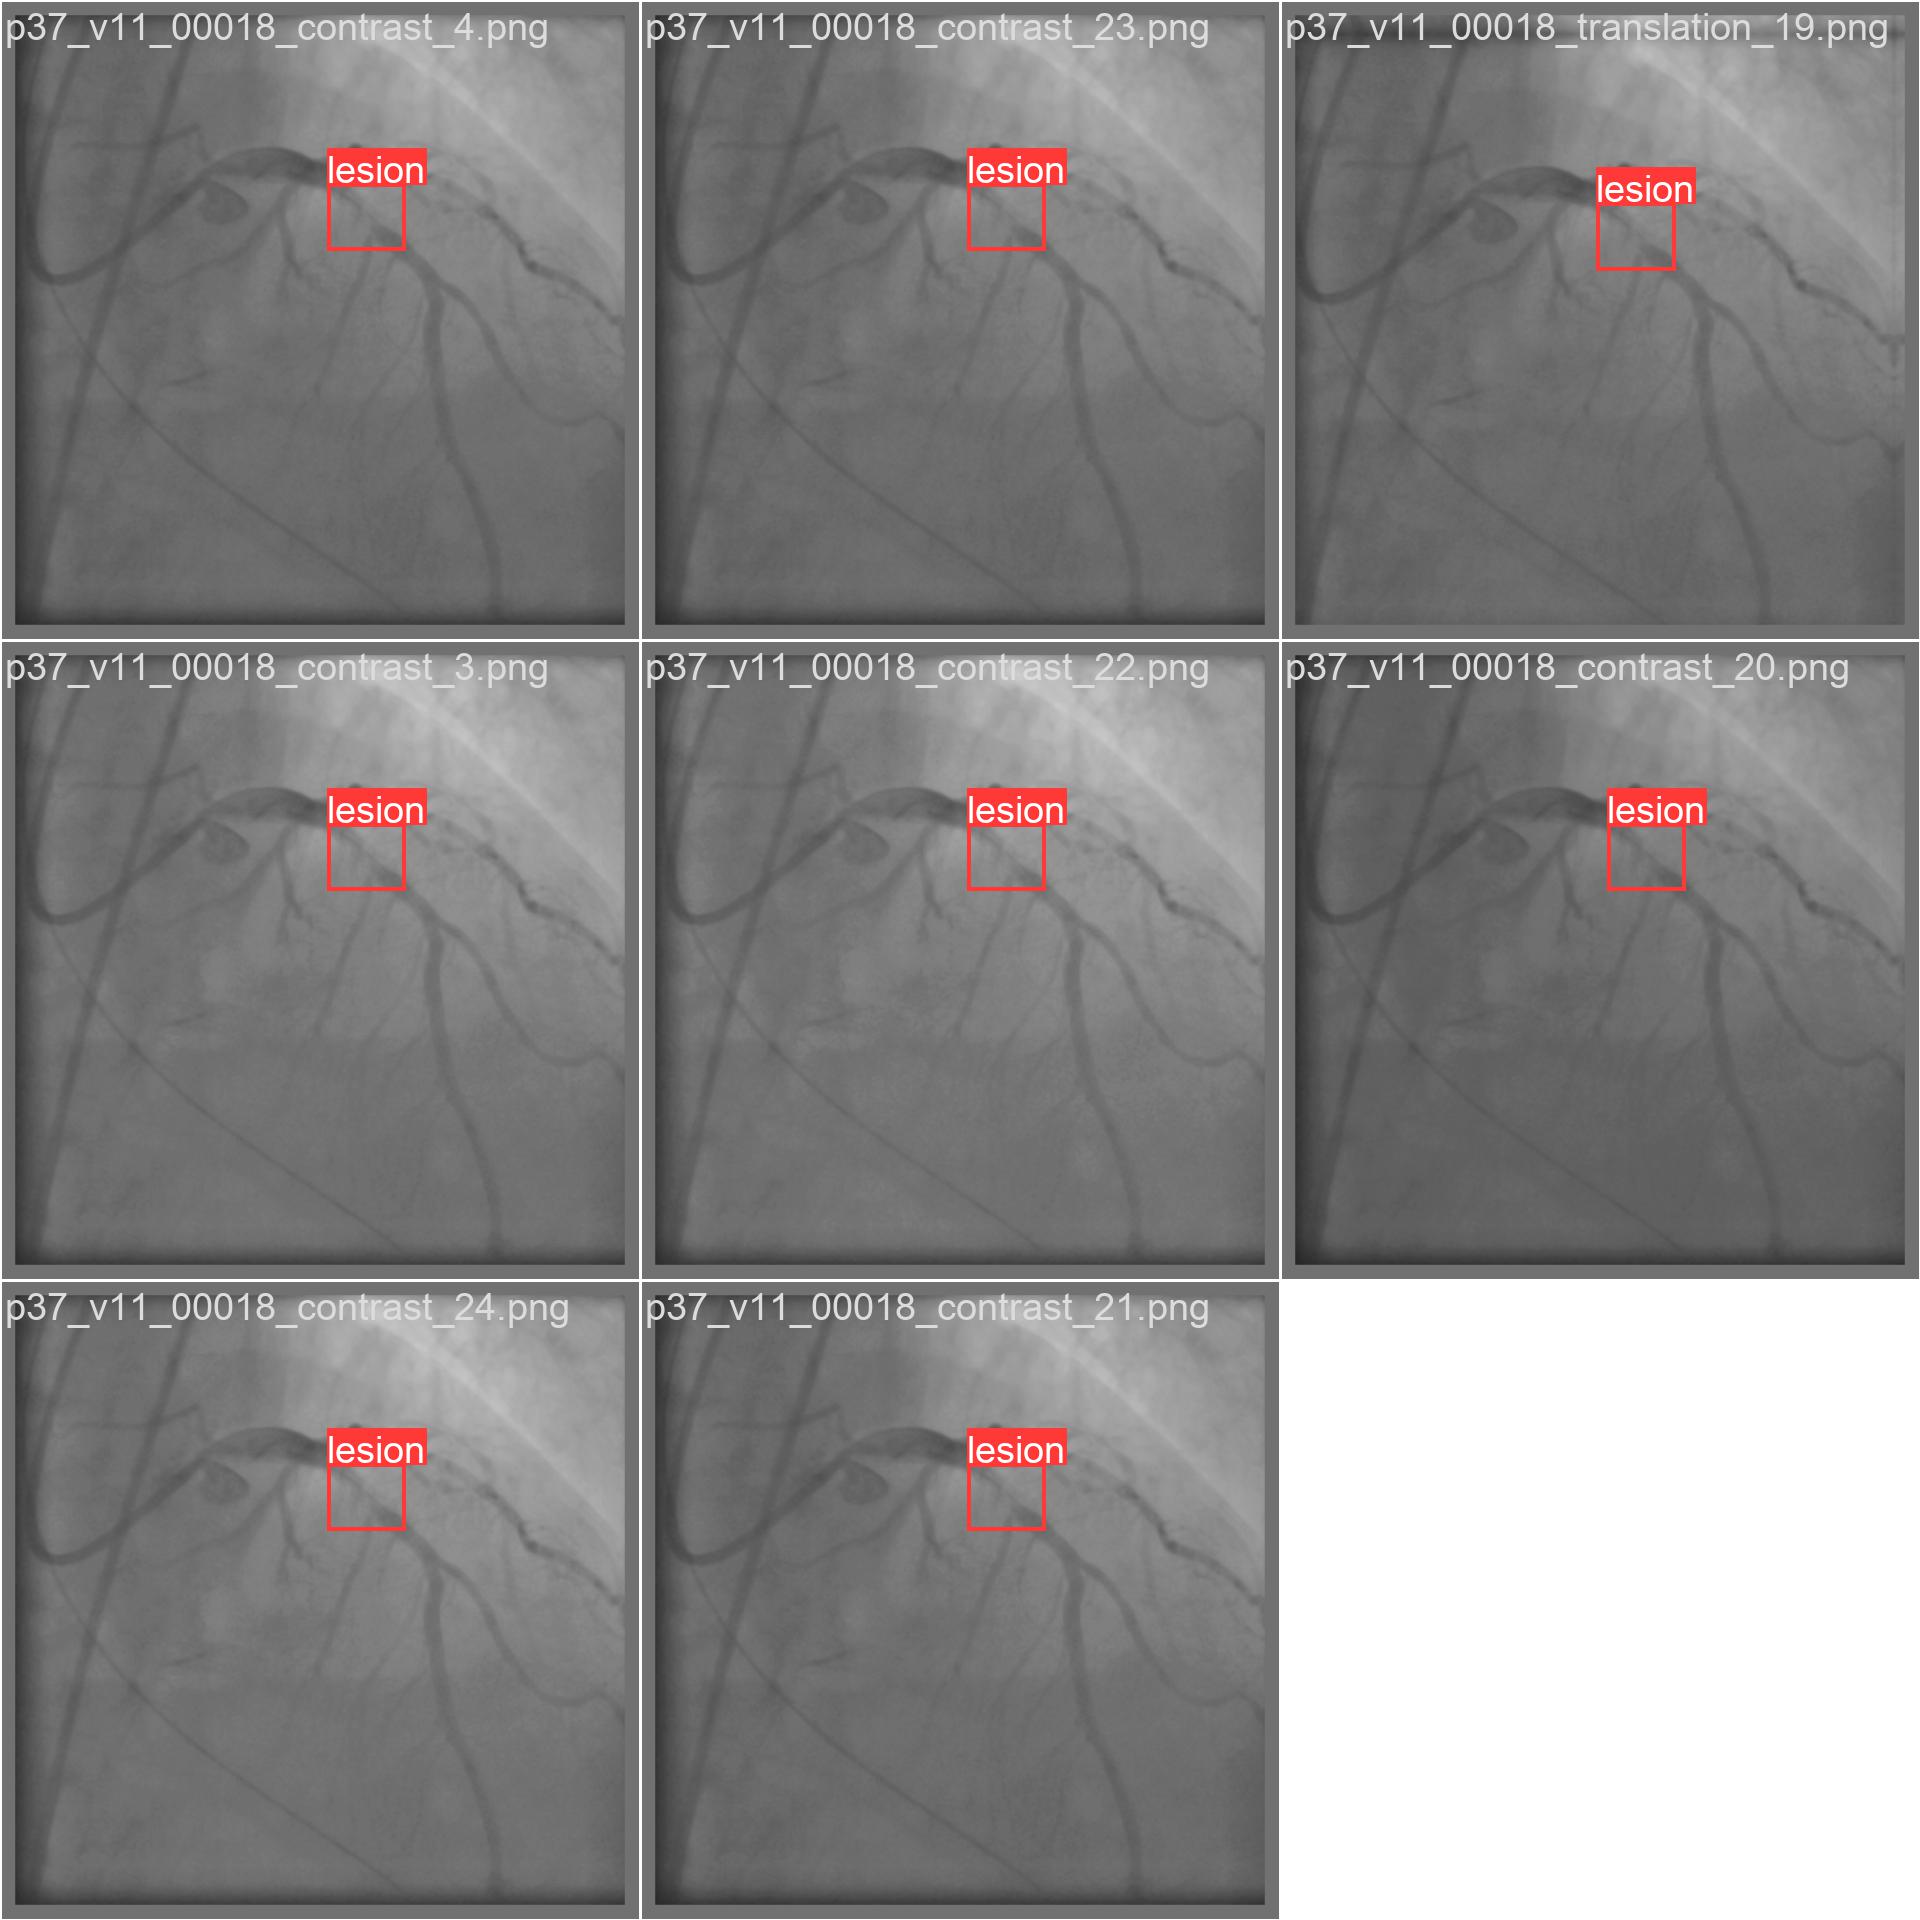 p37_v11_00018_contrast_4.png
lesion
p37_v11_00018_contrast_23.png
lesion
p37_v11_00018_translation_19.png
lesion
p37_v11_00018_contrast_3.png
lesion
p37_v11_00018_contrast_22.png
lesion
p37_v11_00018_contrast_20.png
lesion
p37_v11_00018_contrast_24.png
lesion
p37_v11_00018_contrast_21.png
lesion